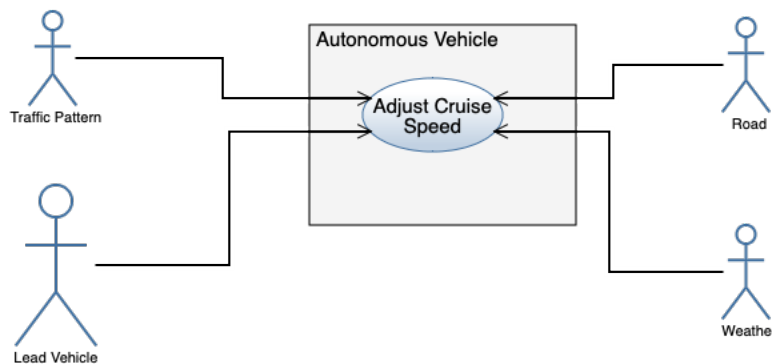 Autonomous Vehicle
Traffic Pattern
Adjust Cruise
Speed
Road
Lead Vehicle
Weathe